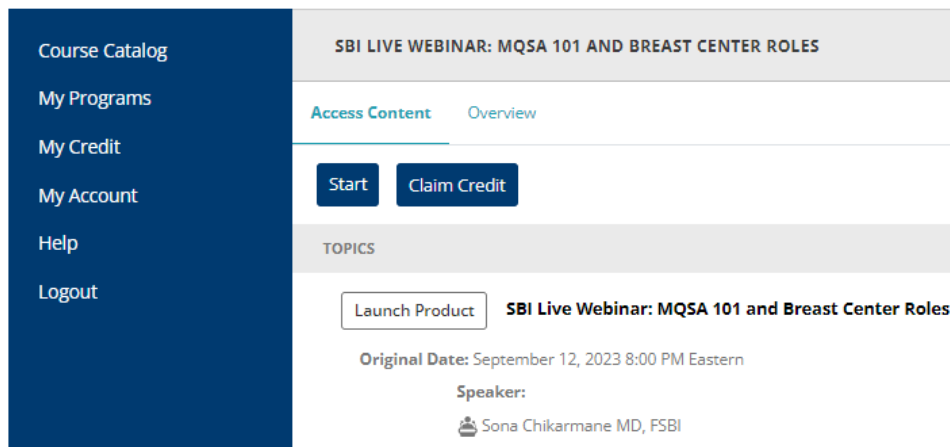 Course Catalog
My Programs
My Credit
My Account
Help
Logout
SBI LIVE WEBINAR: MQSA 101 AND BREAST CENTER ROLES
Access Content Overview
Start Claim Credit
TOPICS
Launch Product SBI Live Webinar: MQSA 101 and Breast Center Roles
Original Date: September 12, 2023 8:00 PM Eastern
Speaker:
Sona Chikarmane MD, FSBI